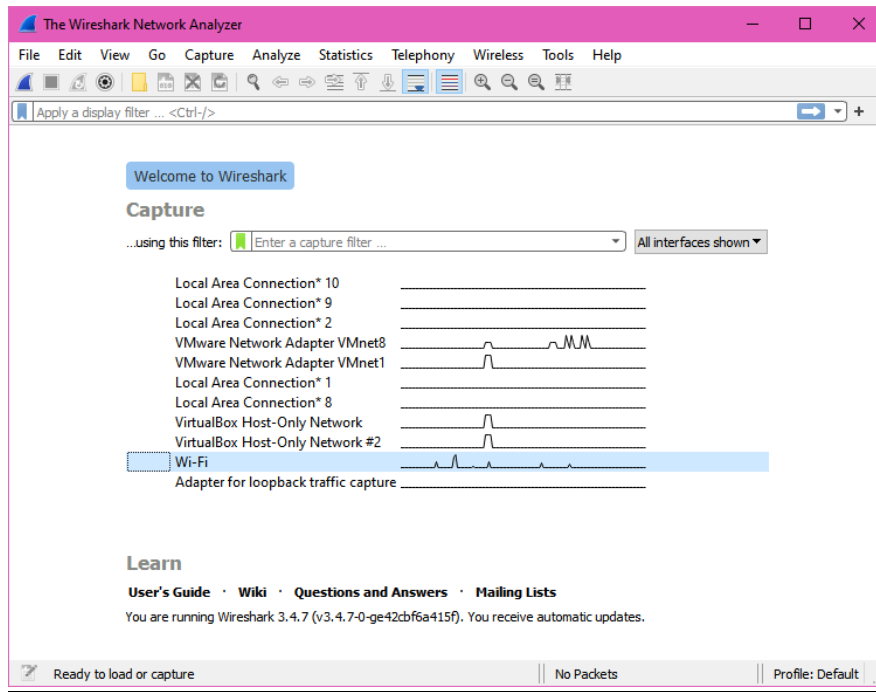 The Wireshark Network Analyzer
File Edit View Go Capture Analyze Statistics Telephony Wireless Tools Help
Apply a display filter ... <Ctrl-/>
Welcome to Wireshark
Capture
...using this filter: Enter a capture filter ... All interfaces shown
Local Area Connection* 10
Local Area Connection* 9
Local Area Connection* 2
VMware Network Adapter VMnet8
VMware Network Adapter VMnet1
Local Area Connection* 1
Local Area Connection* 8
VirtualBox Host-Only Network
VirtualBox Host-Only Network #2
Wi-Fi
Adapter for loopback traffic capture
Learn
User's Guide · Wiki · Questions and Answers · Mailing Lists
You are running Wireshark 3.4.7 (v3.4.7-0-ge42cbf6a415f). You receive automatic updates.
Ready to load or capture No Packets Profile: Default